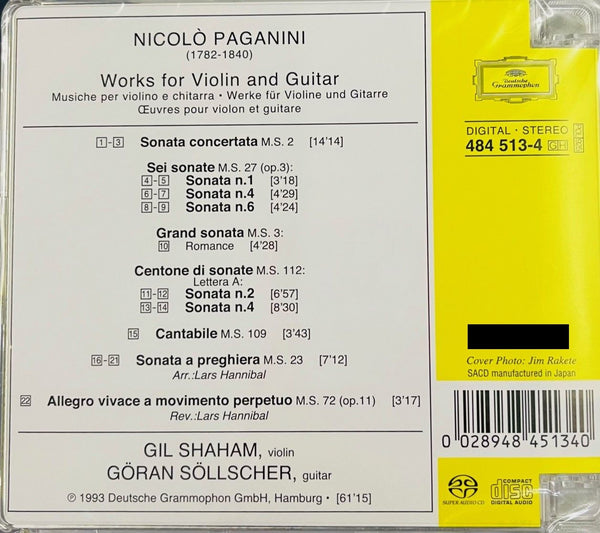 NICOLÒ PAGANINI
(1782-1840)
Works for Violin and Guitar
Musiche per violino e chitarra · Werke für Violine und Gitarre
Œuvres pour violon et guitare
1-3 Sonata concertata M.S. 2 [14'14]
Sei sonate M.S. 27 (op.3):
4-5 Sonata n.1 [3'18]
6-7 Sonata n.4 [4'29]
8-9 Sonata n.6 [4'24]
Grand sonata M.S. 3:
10 Romance [4'28]
Centone di sonate M.S. 112:
Lettera A:
11-12 Sonata n.2 [6'57]
13-14 Sonata n.4 [8'30]
15 Cantabile M.S. 109 [3'43]
16-21 Sonata a preghiera M.S. 23 [7'12]
Arr.:Lars Hannibal
22 Allegro vivace a movimento perpetuo M.S. 72 (op.11) [3'17]
Rev.:Lars Hannibal
GIL SHAHAM, violin
GÖRAN SÖLLSCHER, guitar
℗ 1993 Deutsche Grammophon GmbH, Hamburg · [61'15]
Deutsche
Grammophon
DIGITAL · STEREO
484 513-4 GH
Cover Photo: Jim Rakete
SACD manufactured in Japan
0 028948 451340
SUPER AUDIO CD
COMPACT
disc
DIGITAL AUDIO